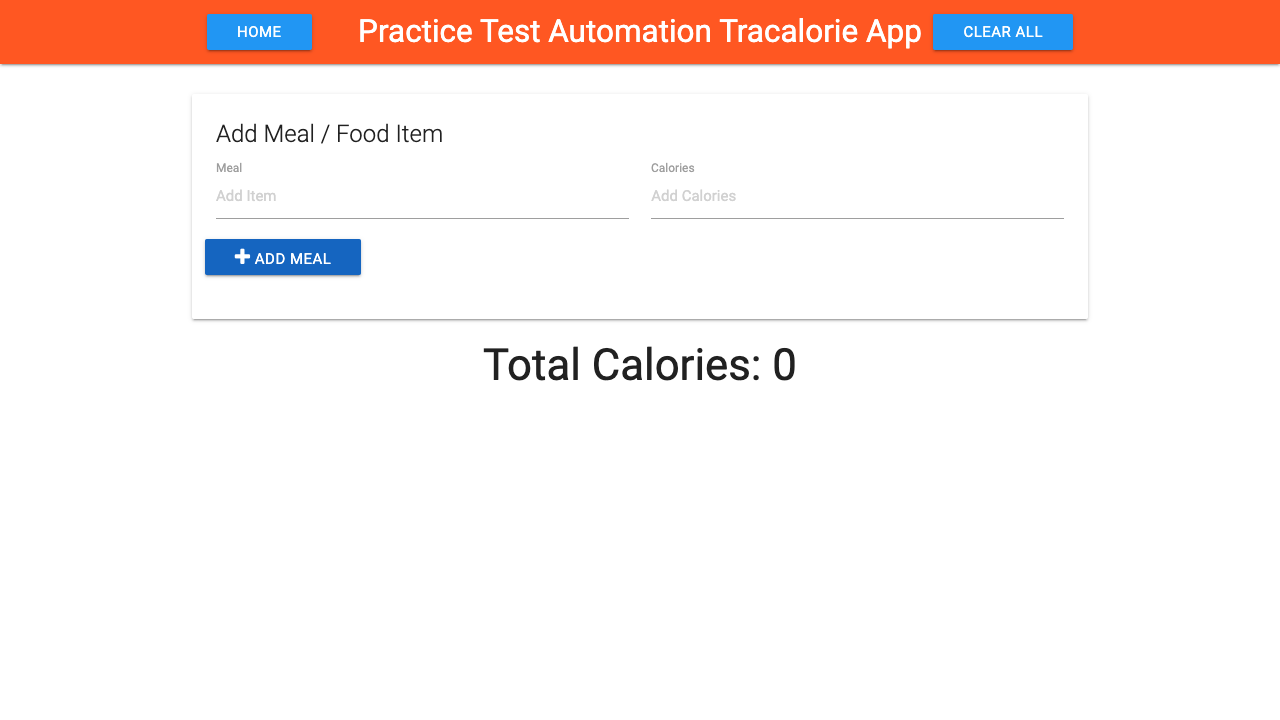 HOME
Practice Test Automation Tracalorie App
CLEAR ALL
Add Meal / Food Item
Meal
Calories
Add Item
Add Calories
ADD MEAL
Total Calories: 0